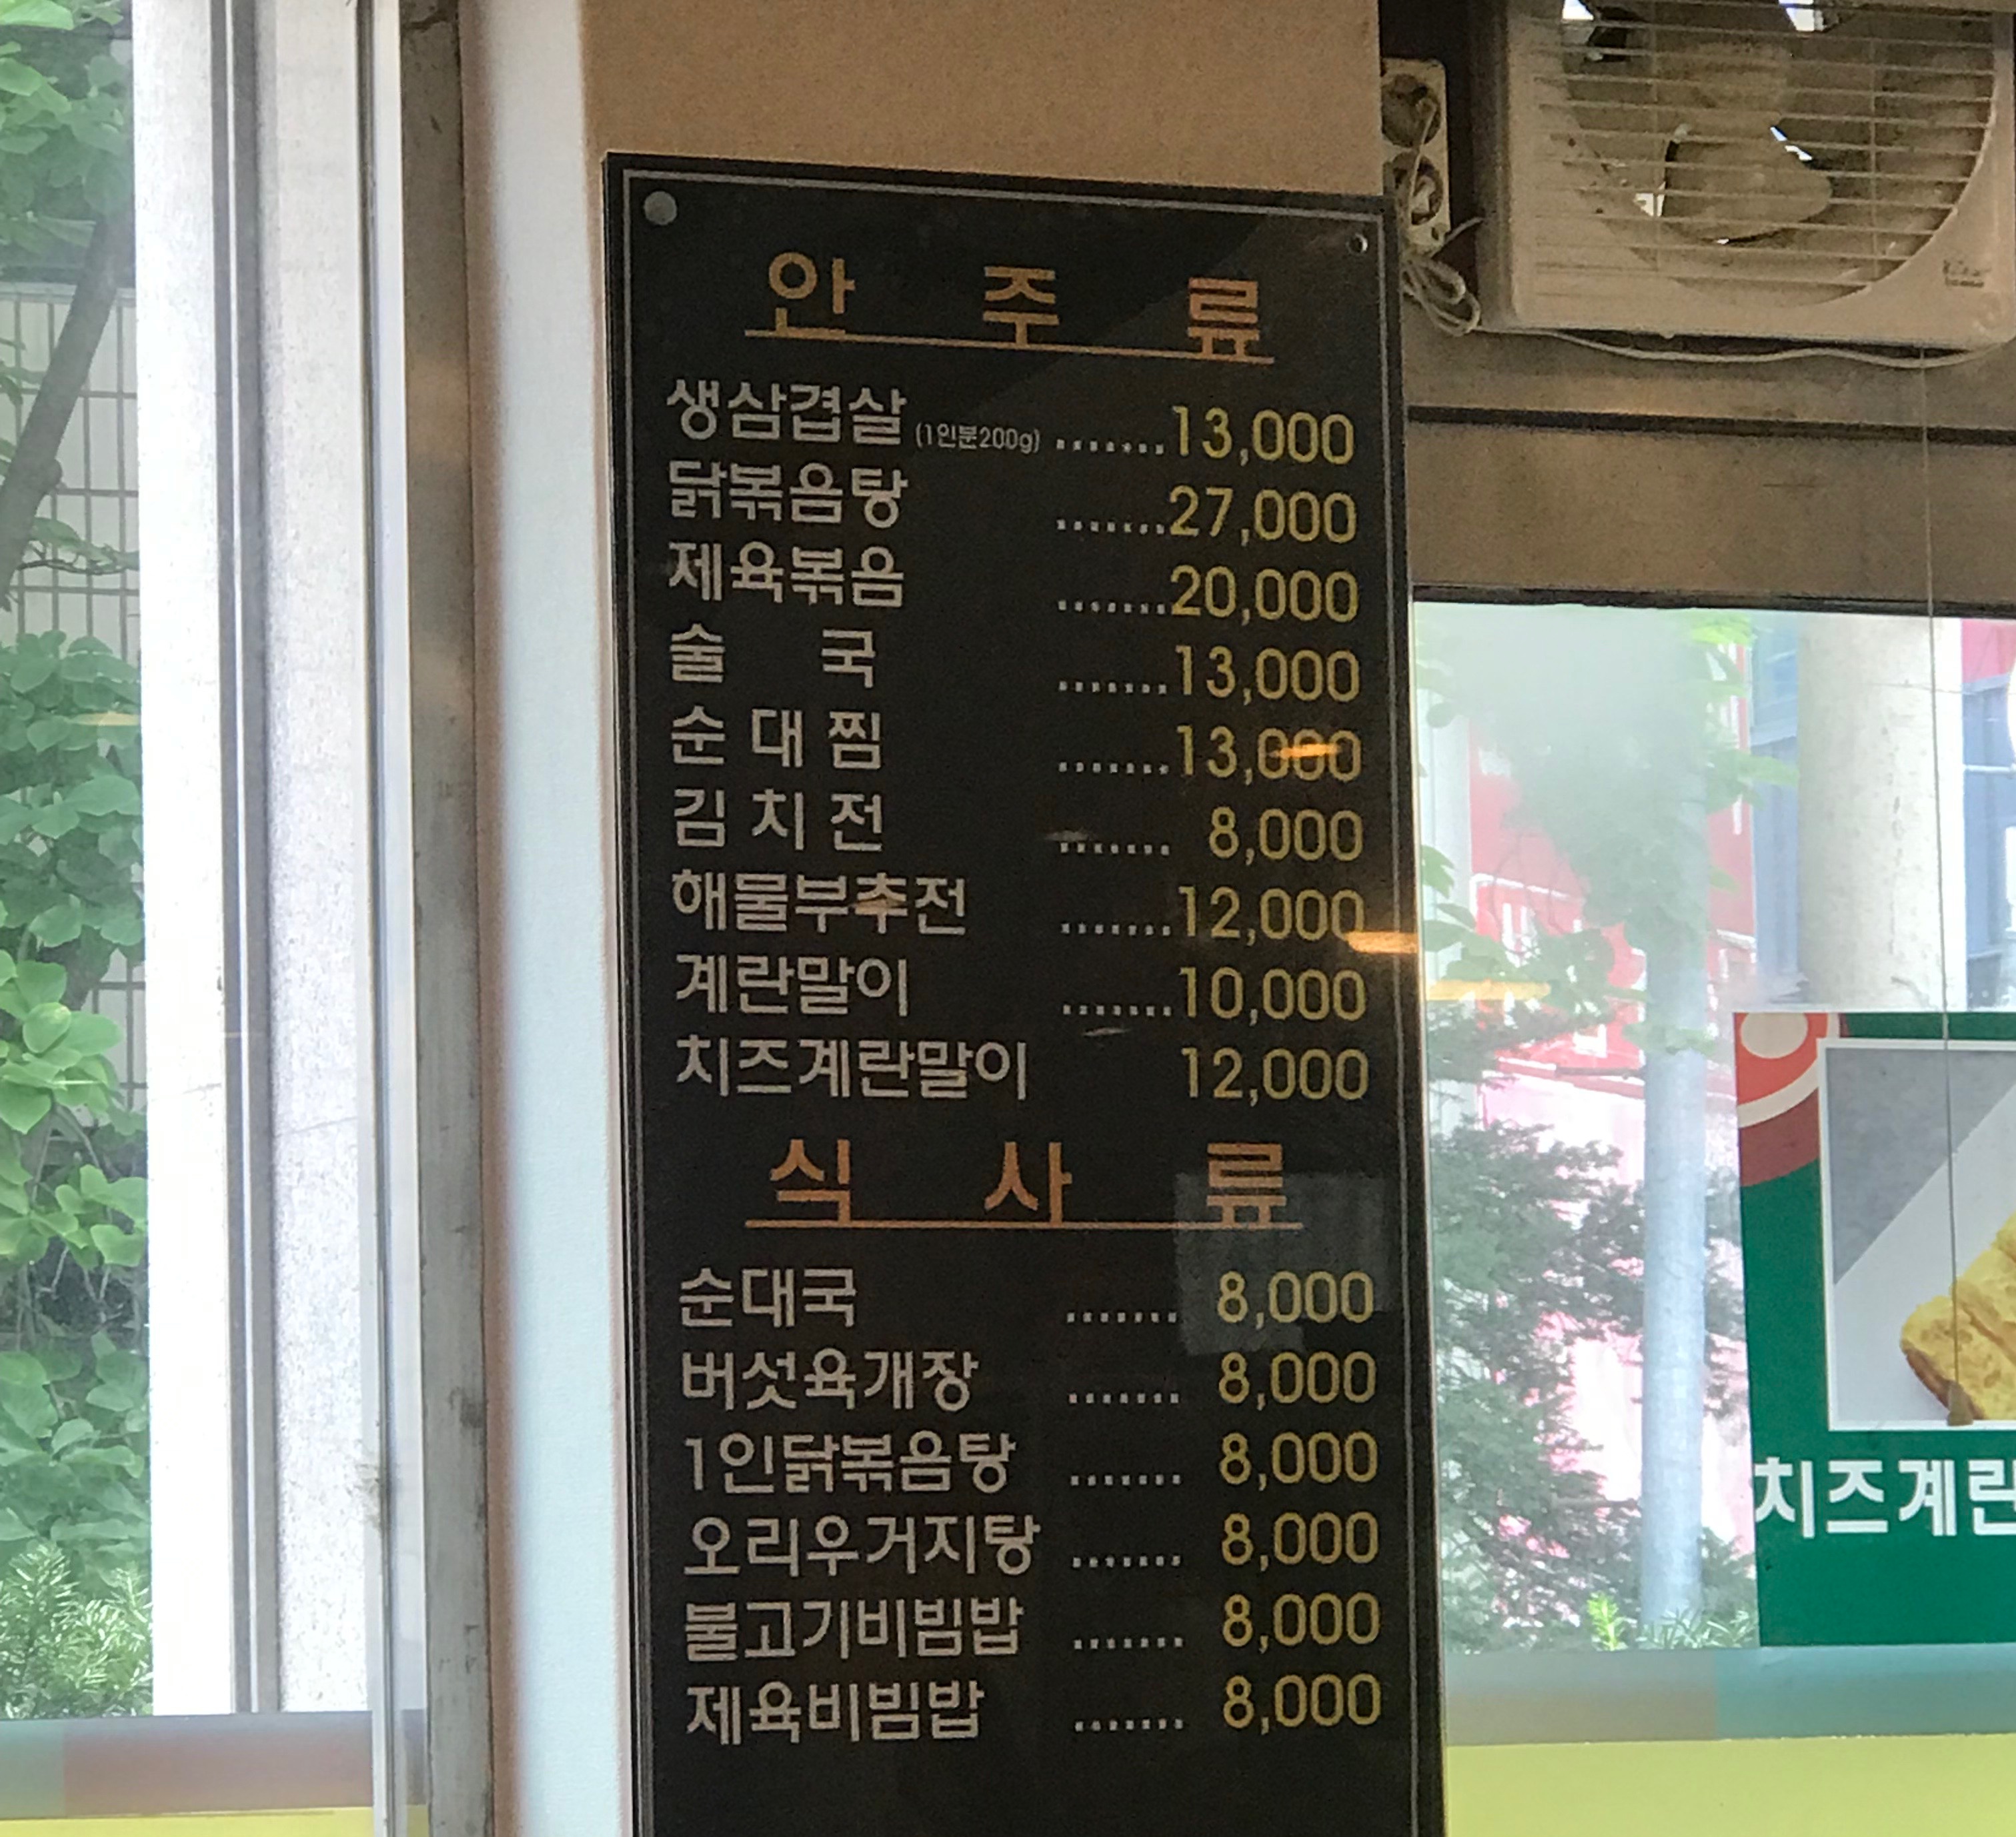 안 주 류
생삼겹살 (1인분200g) ........ 13,000
닭볶음탕 ........ 27,000
제육볶음 ........ 20,000
술 국 ........ 13,000
순 대 찜 ........ 13,000
김 치 전 ........ 8,000
해물부추전 ........ 12,000
계란말이 ........ 10,000
치즈계란말이 12,000
식 사 류
순대국 ........ 8,000
버섯육개장 ........ 8,000
1인닭볶음탕 ........ 8,000
오리우거지탕 ........ 8,000
불고기비빔밥 ........ 8,000
제육비빔밥 ........ 8,000
치즈계란